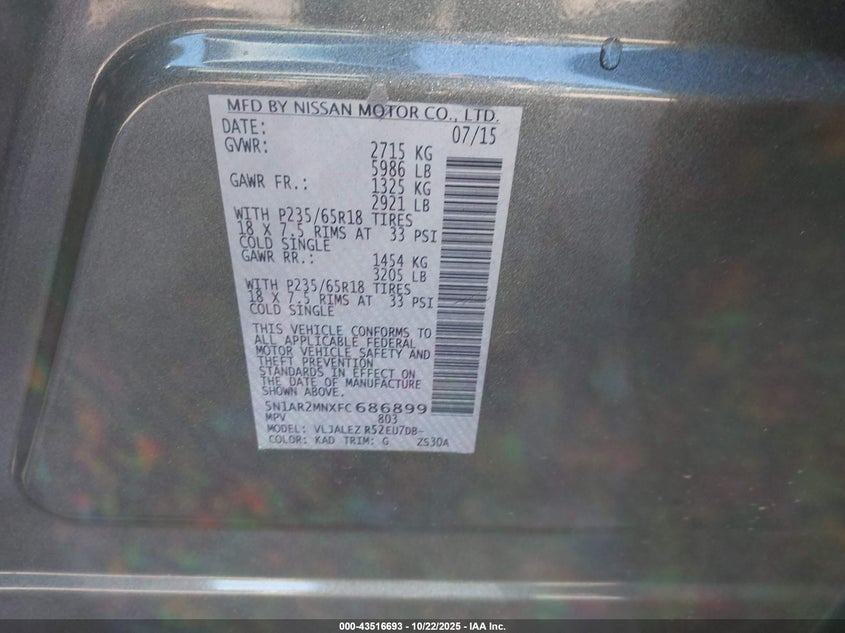 MFD BY NISSAN MOTOR CO., LTD.
DATE: 07/15
GVWR: 2715 KG
5986 LB
GAWR FR.: 1325 KG
2921 LB
WITH P235/65R18 TIRES
18 X 7.5 RIMS AT 33 PSI
COLD SINGLE
GAWR RR.: 1454 KG
3205 LB
WITH P235/65R18 TIRES
18 X 7.5 RIMS AT 33 PSI
COLD SINGLE
THIS VEHICLE CONFORMS TO
ALL APPLICABLE FEDERAL
MOTOR VEHICLE SAFETY AND
THEFT PREVENTION
STANDARDS IN EFFECT ON
THE DATE OF MANUFACTURE
SHOWN ABOVE.
5N1AR2MNXFC686899
MPV 803
MODEL: VLJALEZ R52EU7DB-
COLOR: KAD TRIM: G ZS30A
000-43516693 - 10/22/2025 - IAA Inc.